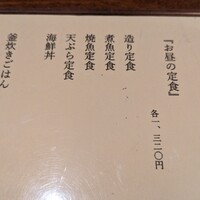 『お昼の定食』
各一、三二〇円
造り定食
煮魚定食
焼魚定食
天ぷら定食
海鮮丼
釜炊きごはん